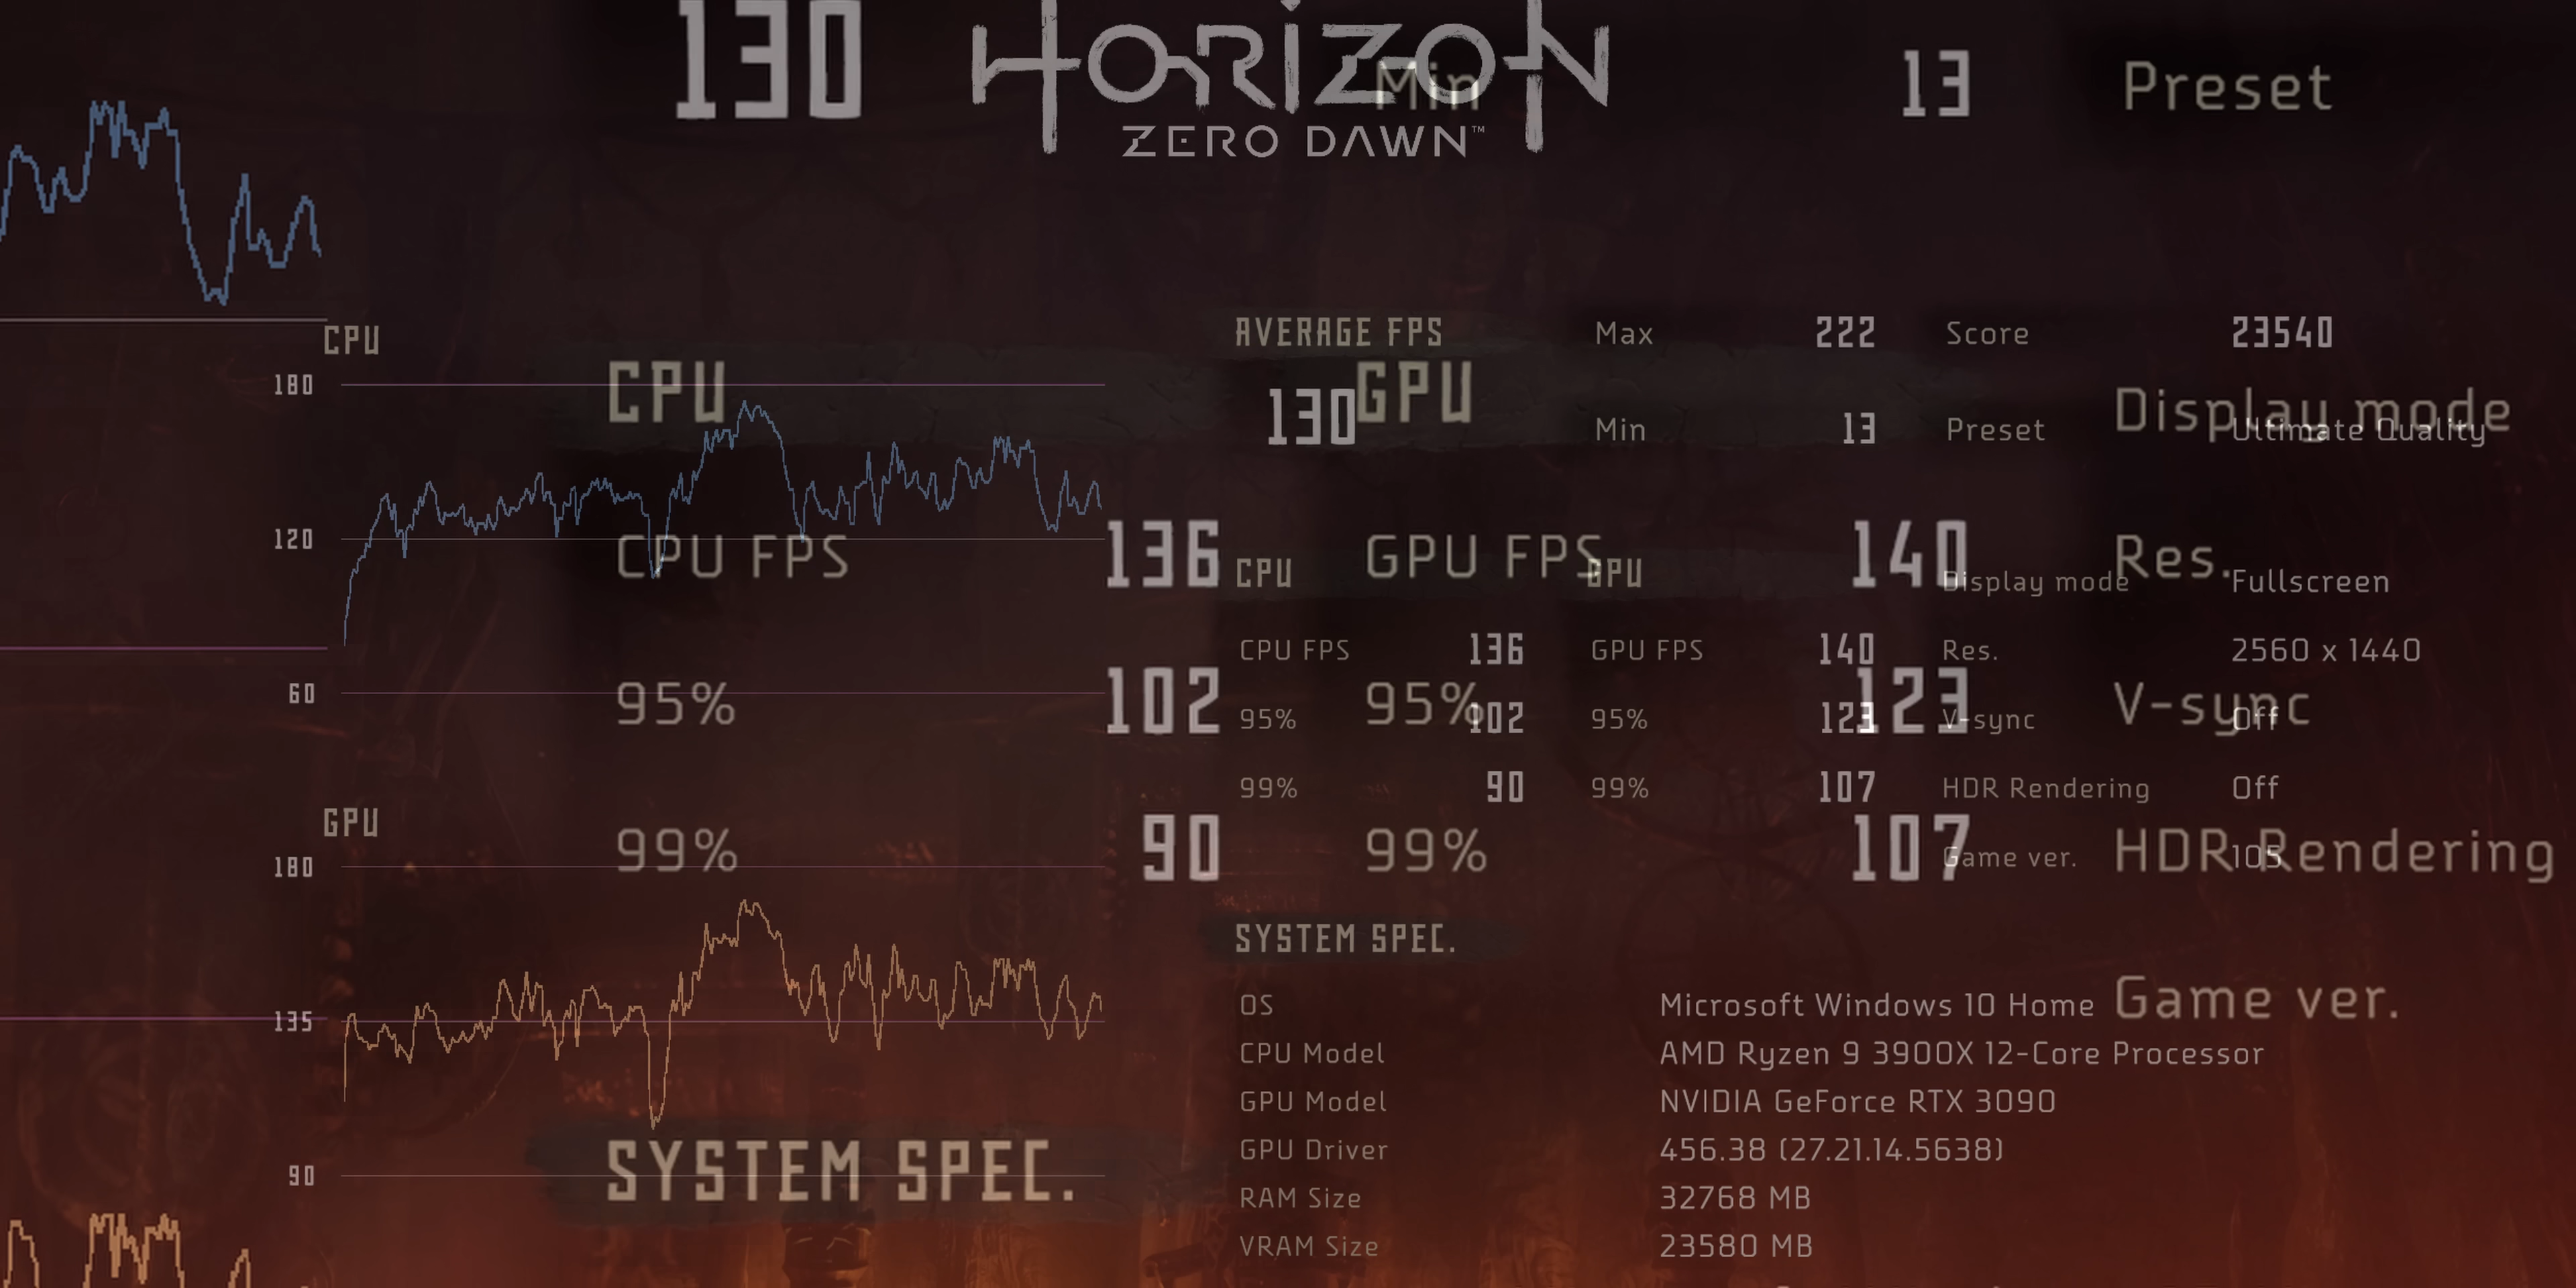 130
HORIZON
Min
13
Preset
ZERO DAWN™
CPU
180
120
60
GPU
180
135
90
CPU
GPU
CPU FPS 136
GPU FPS 140
95% 102
95% 123
99% 90
99% 107
SYSTEM SPEC.
Display mode
Res.
V-sync
HDR Rendering
Game ver.
AVERAGE FPS
130
Max 222
Min 13
Score 23540
Preset Ultimate Quality
CPU
GPU
Display mode Fullscreen
CPU FPS 136
GPU FPS 140
Res. 2560 x 1440
95% 102
95% 123
V-sync Off
99% 90
99% 107
HDR Rendering Off
Game ver. 105
SYSTEM SPEC.
OS Microsoft Windows 10 Home
CPU Model AMD Ryzen 9 3900X 12-Core Processor
GPU Model NVIDIA GeForce RTX 3090
GPU Driver 456.38 (27.21.14.5638)
RAM Size 32768 MB
VRAM Size 23580 MB